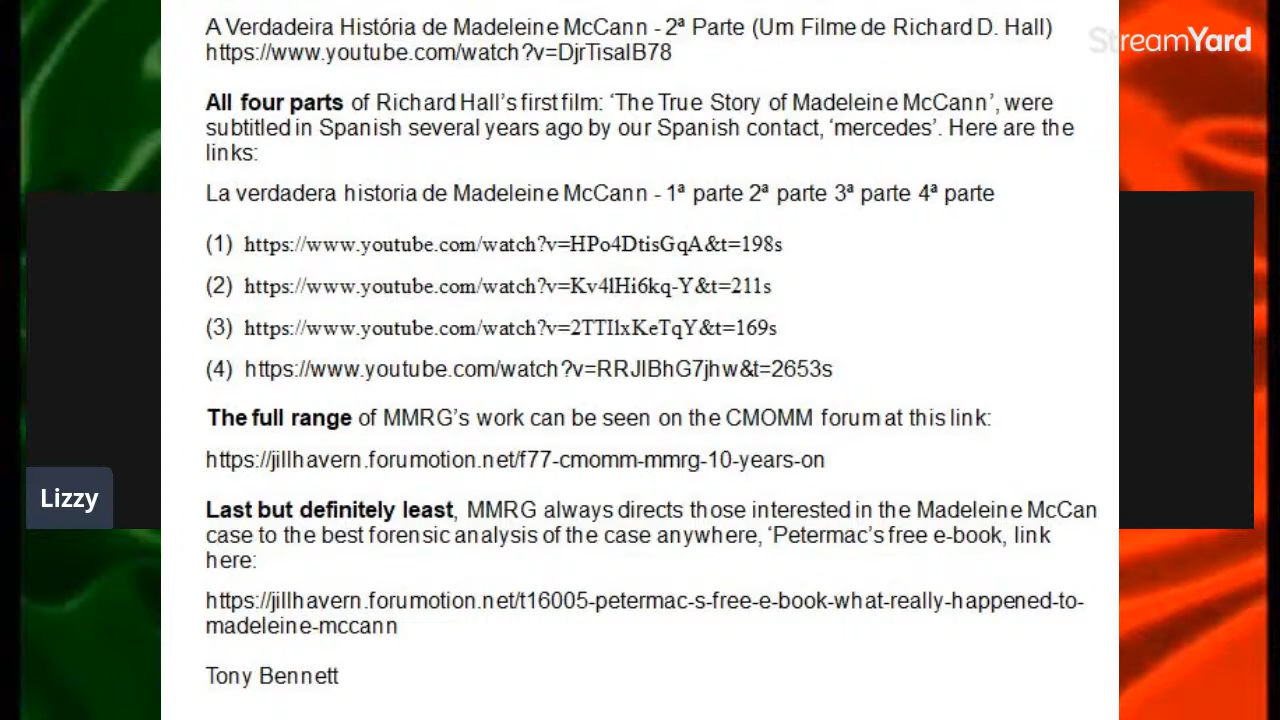 A Verdadeira História de Madeleine McCann - 2ª Parte (Um Filme de Richard D. Hall)
https://www.youtube.com/watch?v=DjrTisalB78
StreamYard
All four parts of Richard Hall’s first film: ‘The True Story of Madeleine McCann’, were
subtitled in Spanish several years ago by our Spanish contact, ‘mercedes’. Here are the
links:
La verdadera historia de Madeleine McCann - 1ª parte 2ª parte 3ª parte 4ª parte
(1) https://www.youtube.com/watch?v=HPo4DtisGqA&t=198s
(2) https://www.youtube.com/watch?v=Kv4lHi6kq-Y&t=211s
(3) https://www.youtube.com/watch?v=2TTIlxKeTqY&t=169s
(4) https://www.youtube.com/watch?v=RRJlBhG7jhw&t=2653s
The full range of MMRG’s work can be seen on the CMOMM forum at this link:
https://jillhavern.forumotion.net/f77-cmomm-mmrg-10-years-on
Lizzy
Last but definitely least, MMRG always directs those interested in the Madeleine McCan
case to the best forensic analysis of the case anywhere, ‘Petermac’s free e-book, link
here:
https://jillhavern.forumotion.net/t16005-petermac-s-free-e-book-what-really-happened-to-
madeleine-mccann
Tony Bennett